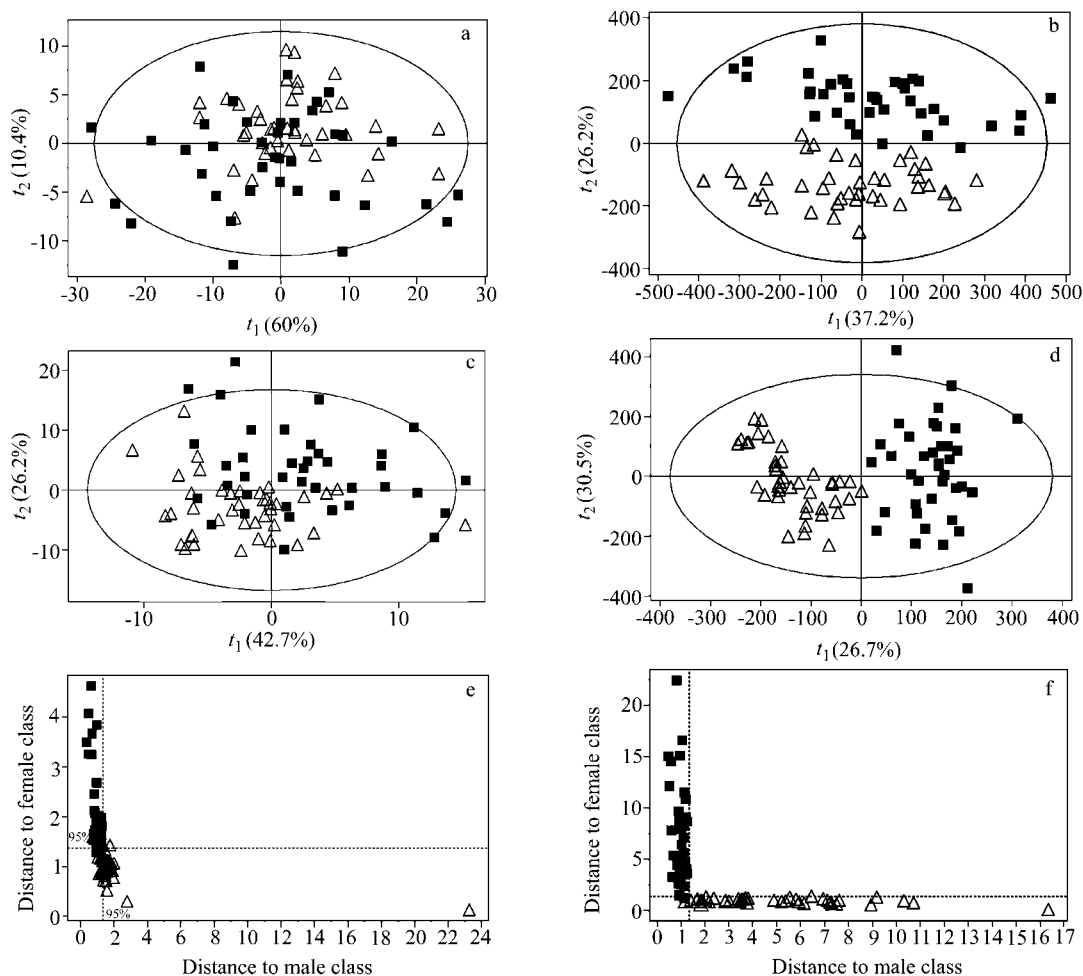 a
10
5
0
-5
-10
t2 (10.4%)
-30 -20 -10 0 10 20 30
t1 (60%)
b
400
200
0
-200
-400
t2 (26.2%)
-500 -400 -300 -200 -100 0 100 200 300 400 500
t1 (37.2%)
c
20
10
0
-10
t2 (26.2%)
-10 0 10
t1 (42.7%)
d
400
200
0
-200
-400
t2 (30.5%)
-400 -300 -200 -100 0 100 200 300 400
t1 (26.7%)
e
4
3
2
1
0
95%
95%
Distance to female class
0 2 4 6 8 10 12 14 16 18 20 22 24
Distance to male class
f
20
15
10
5
0
Distance to female class
0 1 2 3 4 5 6 7 8 9 10 11 12 13 14 15 16 17
Distance to male class